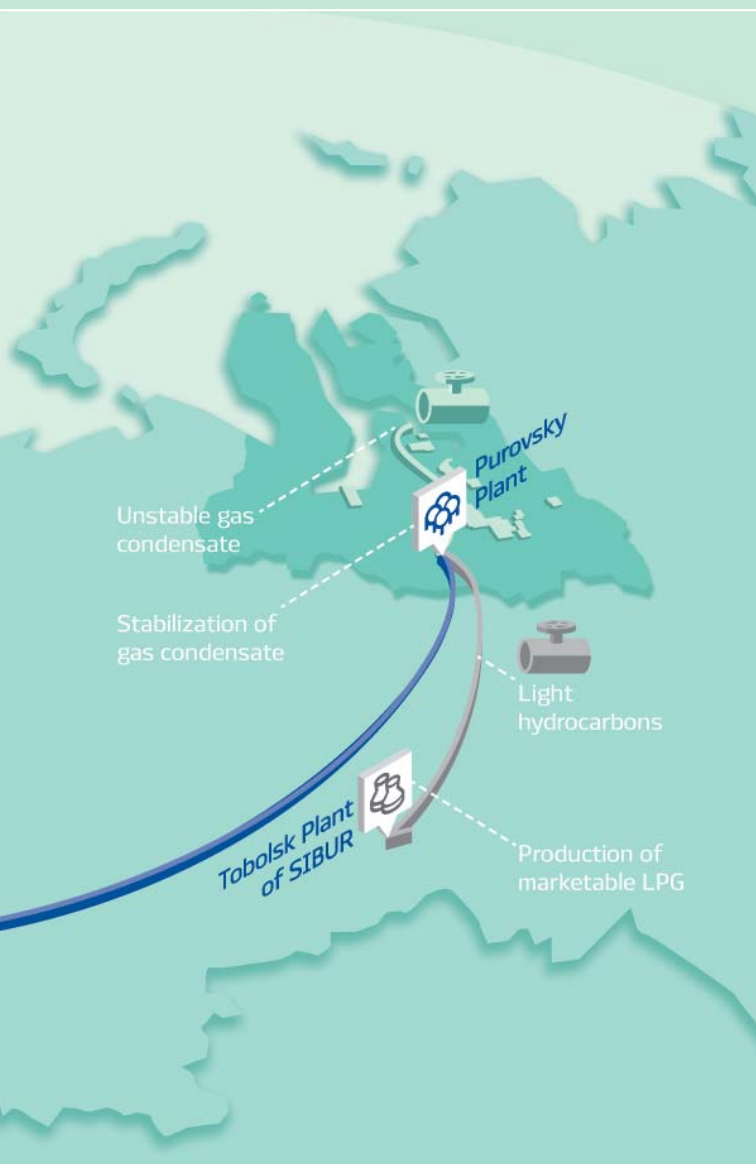 Purovsky
Plant
Unstable gas
condensate
Stabilization of
gas condensate
Light
hydrocarbons
Tobolsk Plant
of SIBUR
Production of
marketable LPG